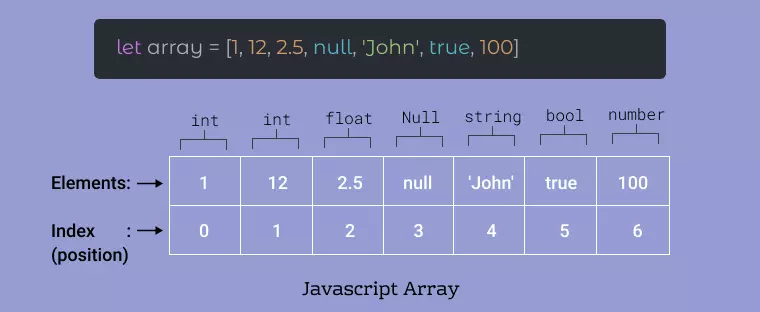 let array = [1, 12, 2.5, null, 'John', true, 100]
int int float Null string bool number
Elements: 1 12 2.5 null 'John' true 100
Index : 0 1 2 3 4 5 6
(position)
Javascript Array